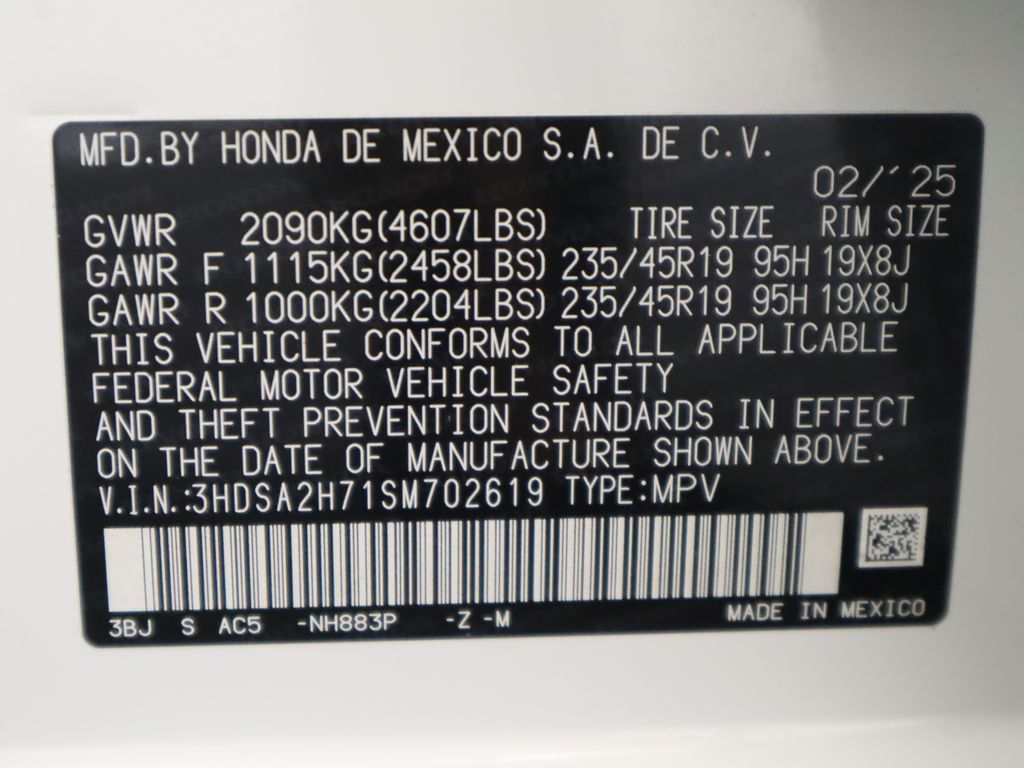 MFD.BY HONDA DE MEXICO S.A. DE C.V.
02/'25
GVWR 2090KG(4607LBS) TIRE SIZE RIM SIZE
GAWR F 1115KG(2458LBS) 235/45R19 95H 19X8J
GAWR R 1000KG(2204LBS) 235/45R19 95H 19X8J
THIS VEHICLE CONFORMS TO ALL APPLICABLE
FEDERAL MOTOR VEHICLE SAFETY
AND THEFT PREVENTION STANDARDS IN EFFECT
ON THE DATE OF MANUFACTURE SHOWN ABOVE.
V.I.N.:3HDSA2H71SM702619 TYPE:MPV
3BJ S AC5 -NH883P -Z -M MADE IN MEXICO